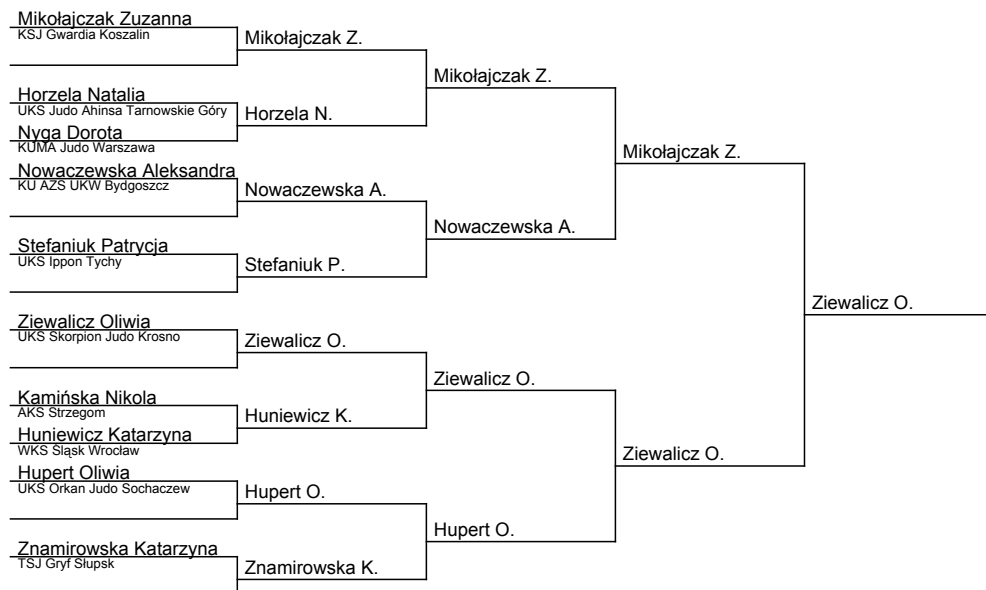 Mikołajczak Zuzanna
KSJ Gwardia Koszalin
Horzela Natalia
UKS Judo Ahinsa Tarnowskie Góry
Nyga Dorota
KUMA Judo Warszawa
Nowaczewska Aleksandra
KU AZS UKW Bydgoszcz
Stefaniuk Patrycja
UKS Ippon Tychy
Ziewalicz Oliwia
UKS Skorpion Judo Krosno
Kamińska Nikola
AKS Strzegom
Huniewicz Katarzyna
WKS Śląsk Wrocław
Hupert Oliwia
UKS Orkan Judo Sochaczew
Znamirowska Katarzyna
TSJ Gryf Słupsk
Mikołajczak Z.
Horzela N.
Nowaczewska A.
Stefaniuk P.
Ziewalicz O.
Huniewicz K.
Hupert O.
Znamirowska K.
Mikołajczak Z.
Nowaczewska A.
Ziewalicz O.
Hupert O.
Mikołajczak Z.
Ziewalicz O.
Ziewalicz O.